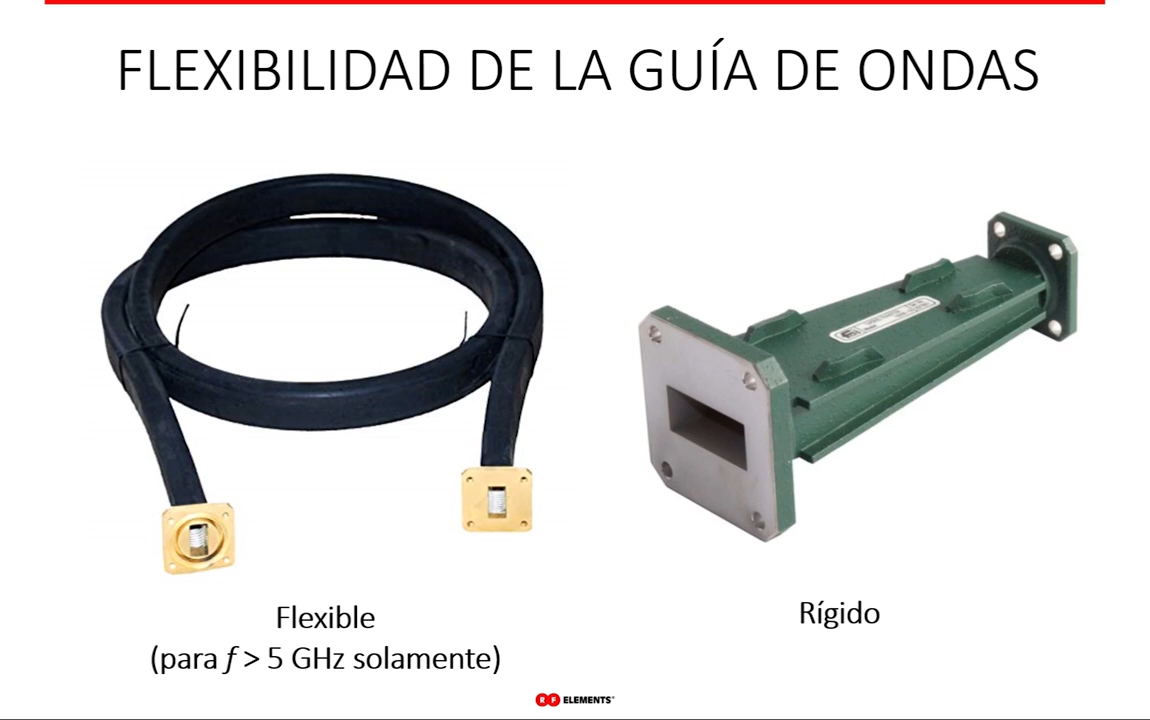 FLEXIBILIDAD DE LA GUÍA DE ONDAS
Flexible
(para f > 5 GHz solamente)
Rígido
RF ELEMENTS